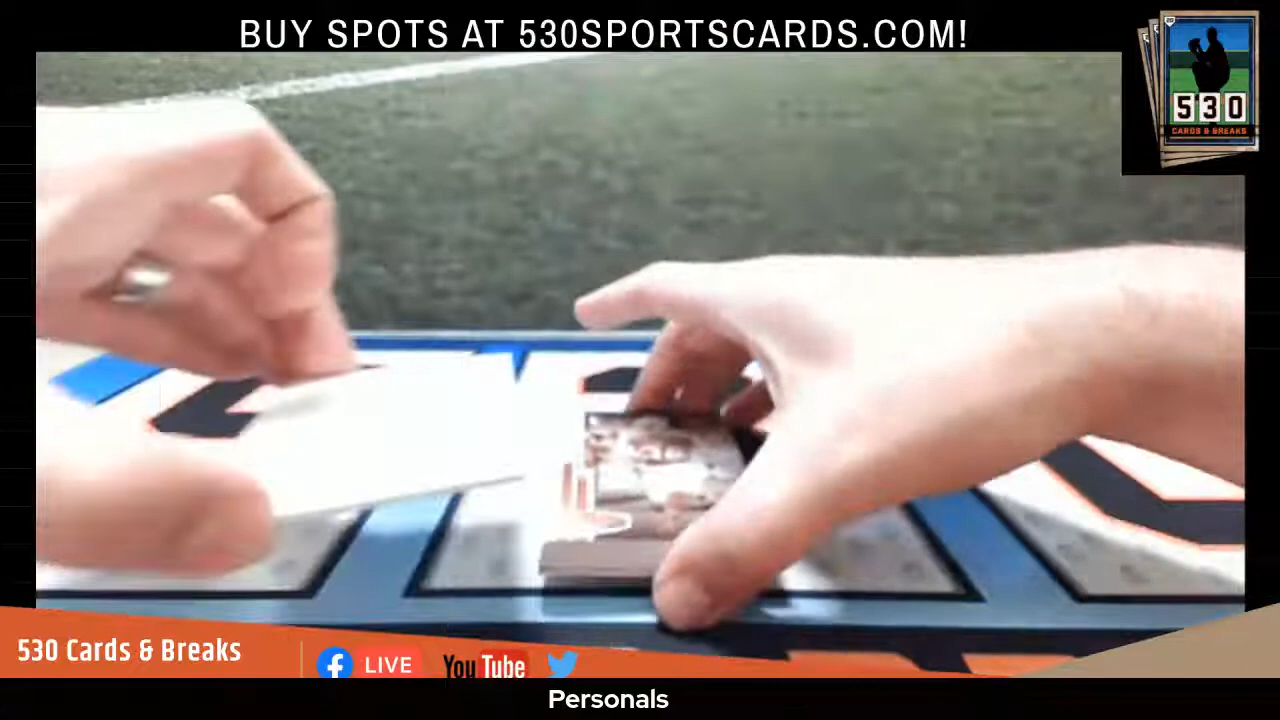 BUY SPOTS AT 530SPORTSCARDS.COM!
530
CARDS & BREAKS
530 Cards & Breaks
LIVE
YouTube
Personals